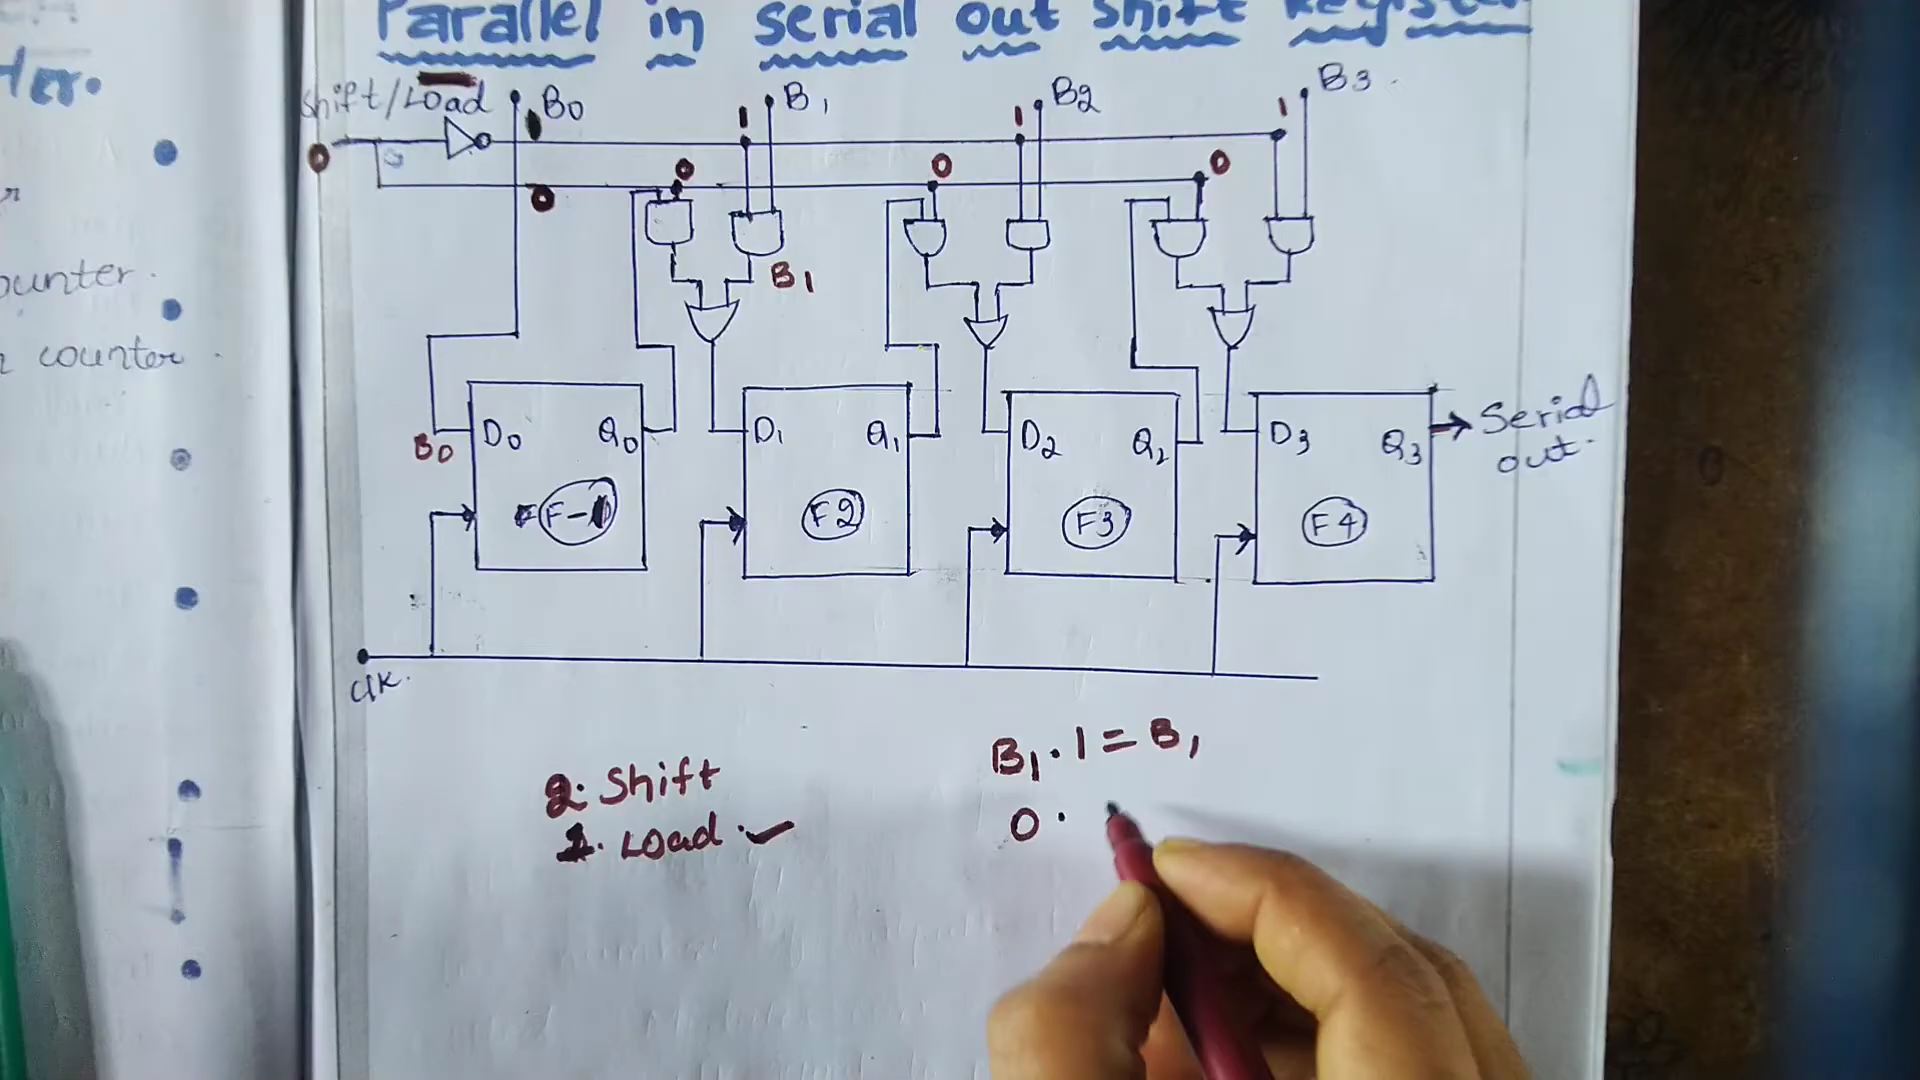 Parallel in serial out shift Register
Shift/Load
B0
B1
B2
B3
1
1
1
0
0
0
0
0
0
B1
ounter.
counter.
B0
D0
Q0
D1
Q1
D2
Q2
D3
Q3
Serial out.
F-1
F2
F3
F4
Clk.
2. Shift
1. Load.
B1 . 1 = B1
0 .